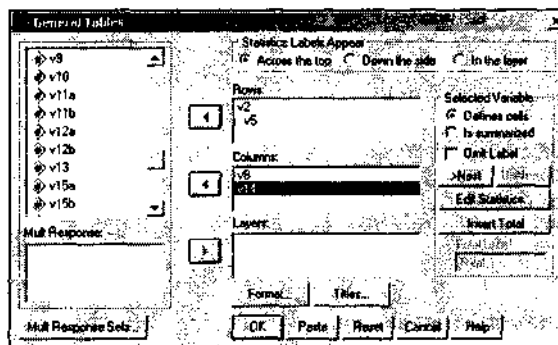 General Tables
v9
v10
v11a
v11b
v12a
v12b
v13
v15a
v15b
Mult Response:
Mult Response Sets...
Statistics Labels Appear
Across the top
Down the side
In the layer
Rows:
v2
v5
Columns:
v8
v14
Layers:
Format...
Titles...
Selected Variable
Defines cells
Is summarized
Omit Label
>Nest
Edit Statistics...
Insert Total
OK
Paste
Reset
Cancel
Help